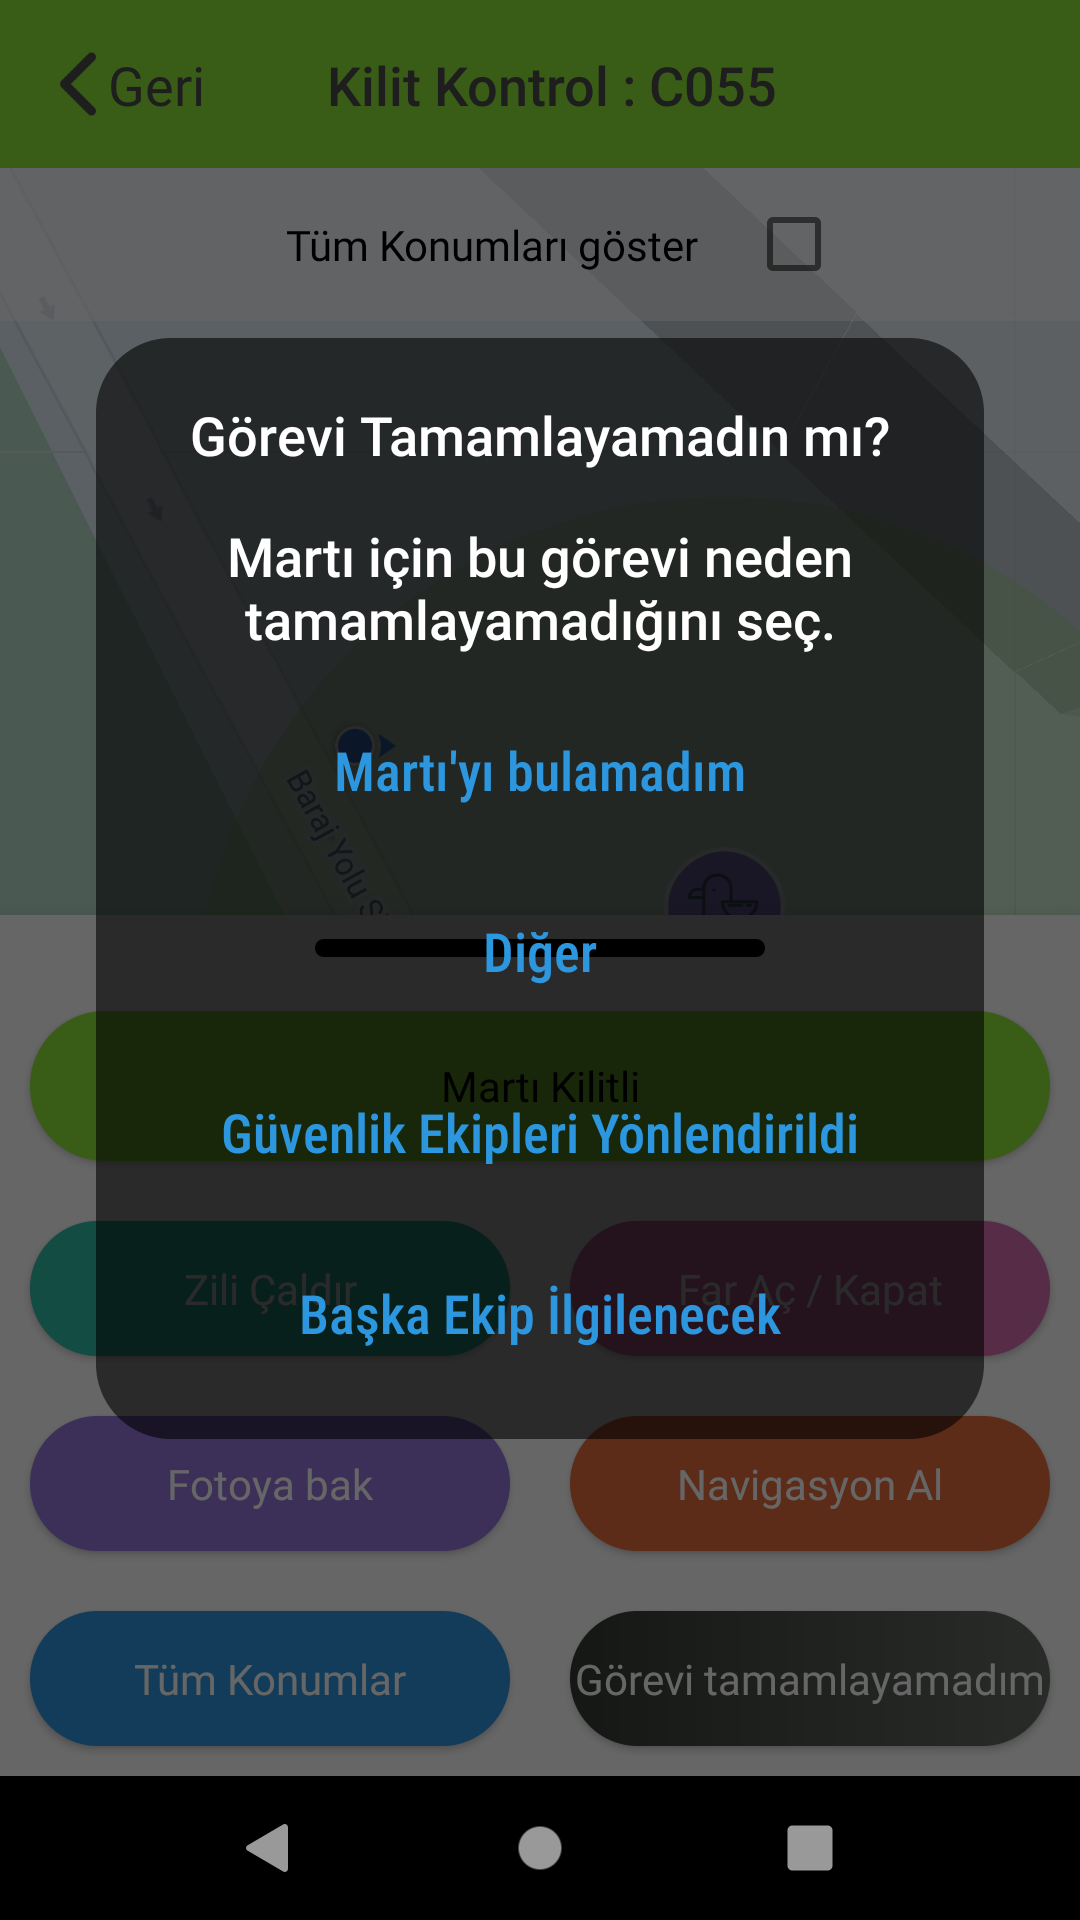 Geri
Kilit Kontrol : C055
Tüm Konumları göster
Görevi Tamamlayamadın mı?
Martı için bu görevi neden
tamamlayamadığını seç.
Martı'yı bulamadım
Baraj Yolu
Diğer
Martı Kilitli
Güvenlik Ekipleri Yönlendirildi
Zili Çaldır
Far Aç / Kapat
Başka Ekip İlgilenecek
Fotoya bak
Navigasyon Al
Tüm Konumlar
Görevi tamamlayamadım